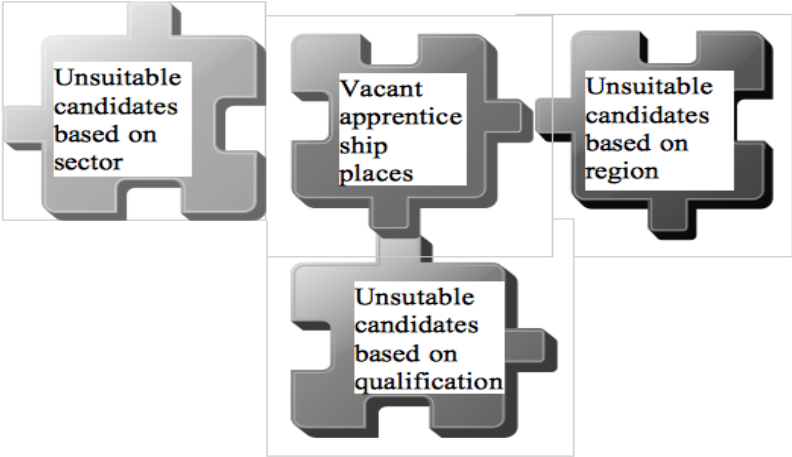 Unsuitable
candidates
based on
sector
Vacant
apprentice
ship
places
Unsuitable
candidates
based on
region
Unsutable
candidates
based on
qualification